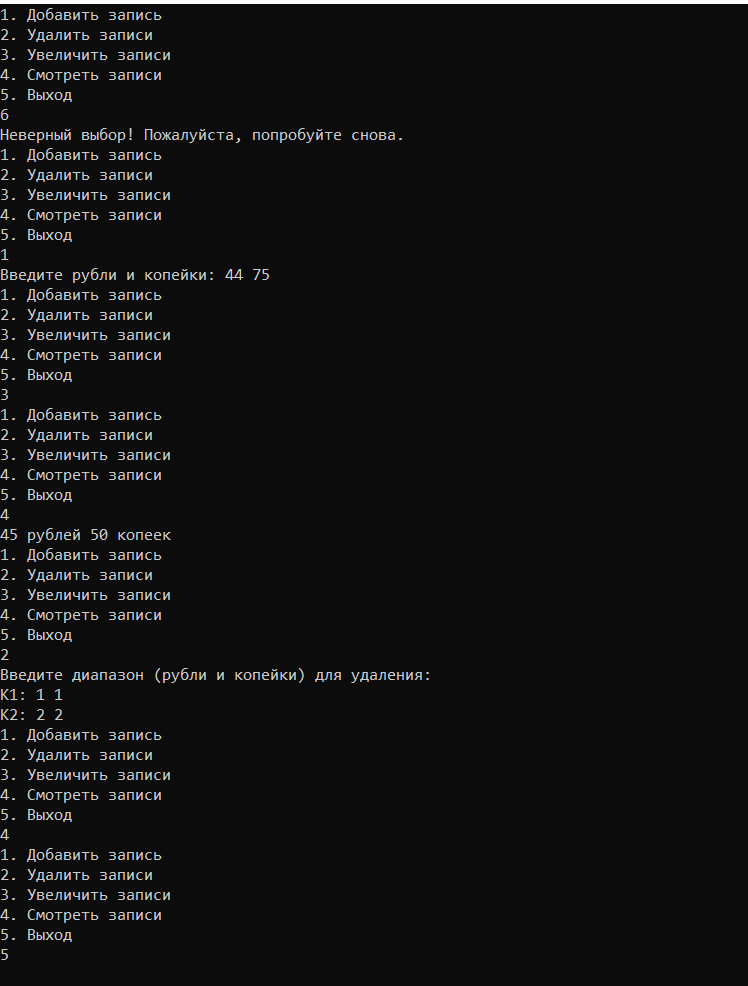 1. Добавить запись
2. Удалить записи
3. Увеличить записи
4. Смотреть записи
5. Выход
6
Неверный выбор! Пожалуйста, попробуйте снова.
1. Добавить запись
2. Удалить записи
3. Увеличить записи
4. Смотреть записи
5. Выход
1
Введите рубли и копейки: 44 75
1. Добавить запись
2. Удалить записи
3. Увеличить записи
4. Смотреть записи
5. Выход
3
1. Добавить запись
2. Удалить записи
3. Увеличить записи
4. Смотреть записи
5. Выход
4
45 рублей 50 копеек
1. Добавить запись
2. Удалить записи
3. Увеличить записи
4. Смотреть записи
5. Выход
2
Введите диапазон (рубли и копейки) для удаления:
К1: 1 1
К2: 2 2
1. Добавить запись
2. Удалить записи
3. Увеличить записи
4. Смотреть записи
5. Выход
4
1. Добавить запись
2. Удалить записи
3. Увеличить записи
4. Смотреть записи
5. Выход
5